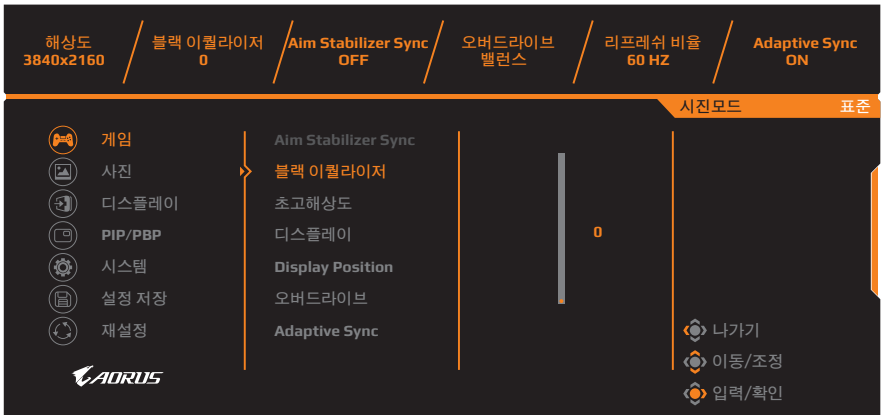 해상도
3840x2160
블랙 이퀄라이저
0
Aim Stabilizer Sync
OFF
오버드라이브
밸런스
리프레쉬 비율
60 HZ
Adaptive Sync
ON
시진모드 표준
게임
사진
디스플레이
PIP/PBP
시스템
설정 저장
재설정
Aim Stabilizer Sync
블랙 이퀄라이저
초고해상도
디스플레이
Display Position
오버드라이브
Adaptive Sync
0
나가기
이동/조정
입력/확인
AORUS